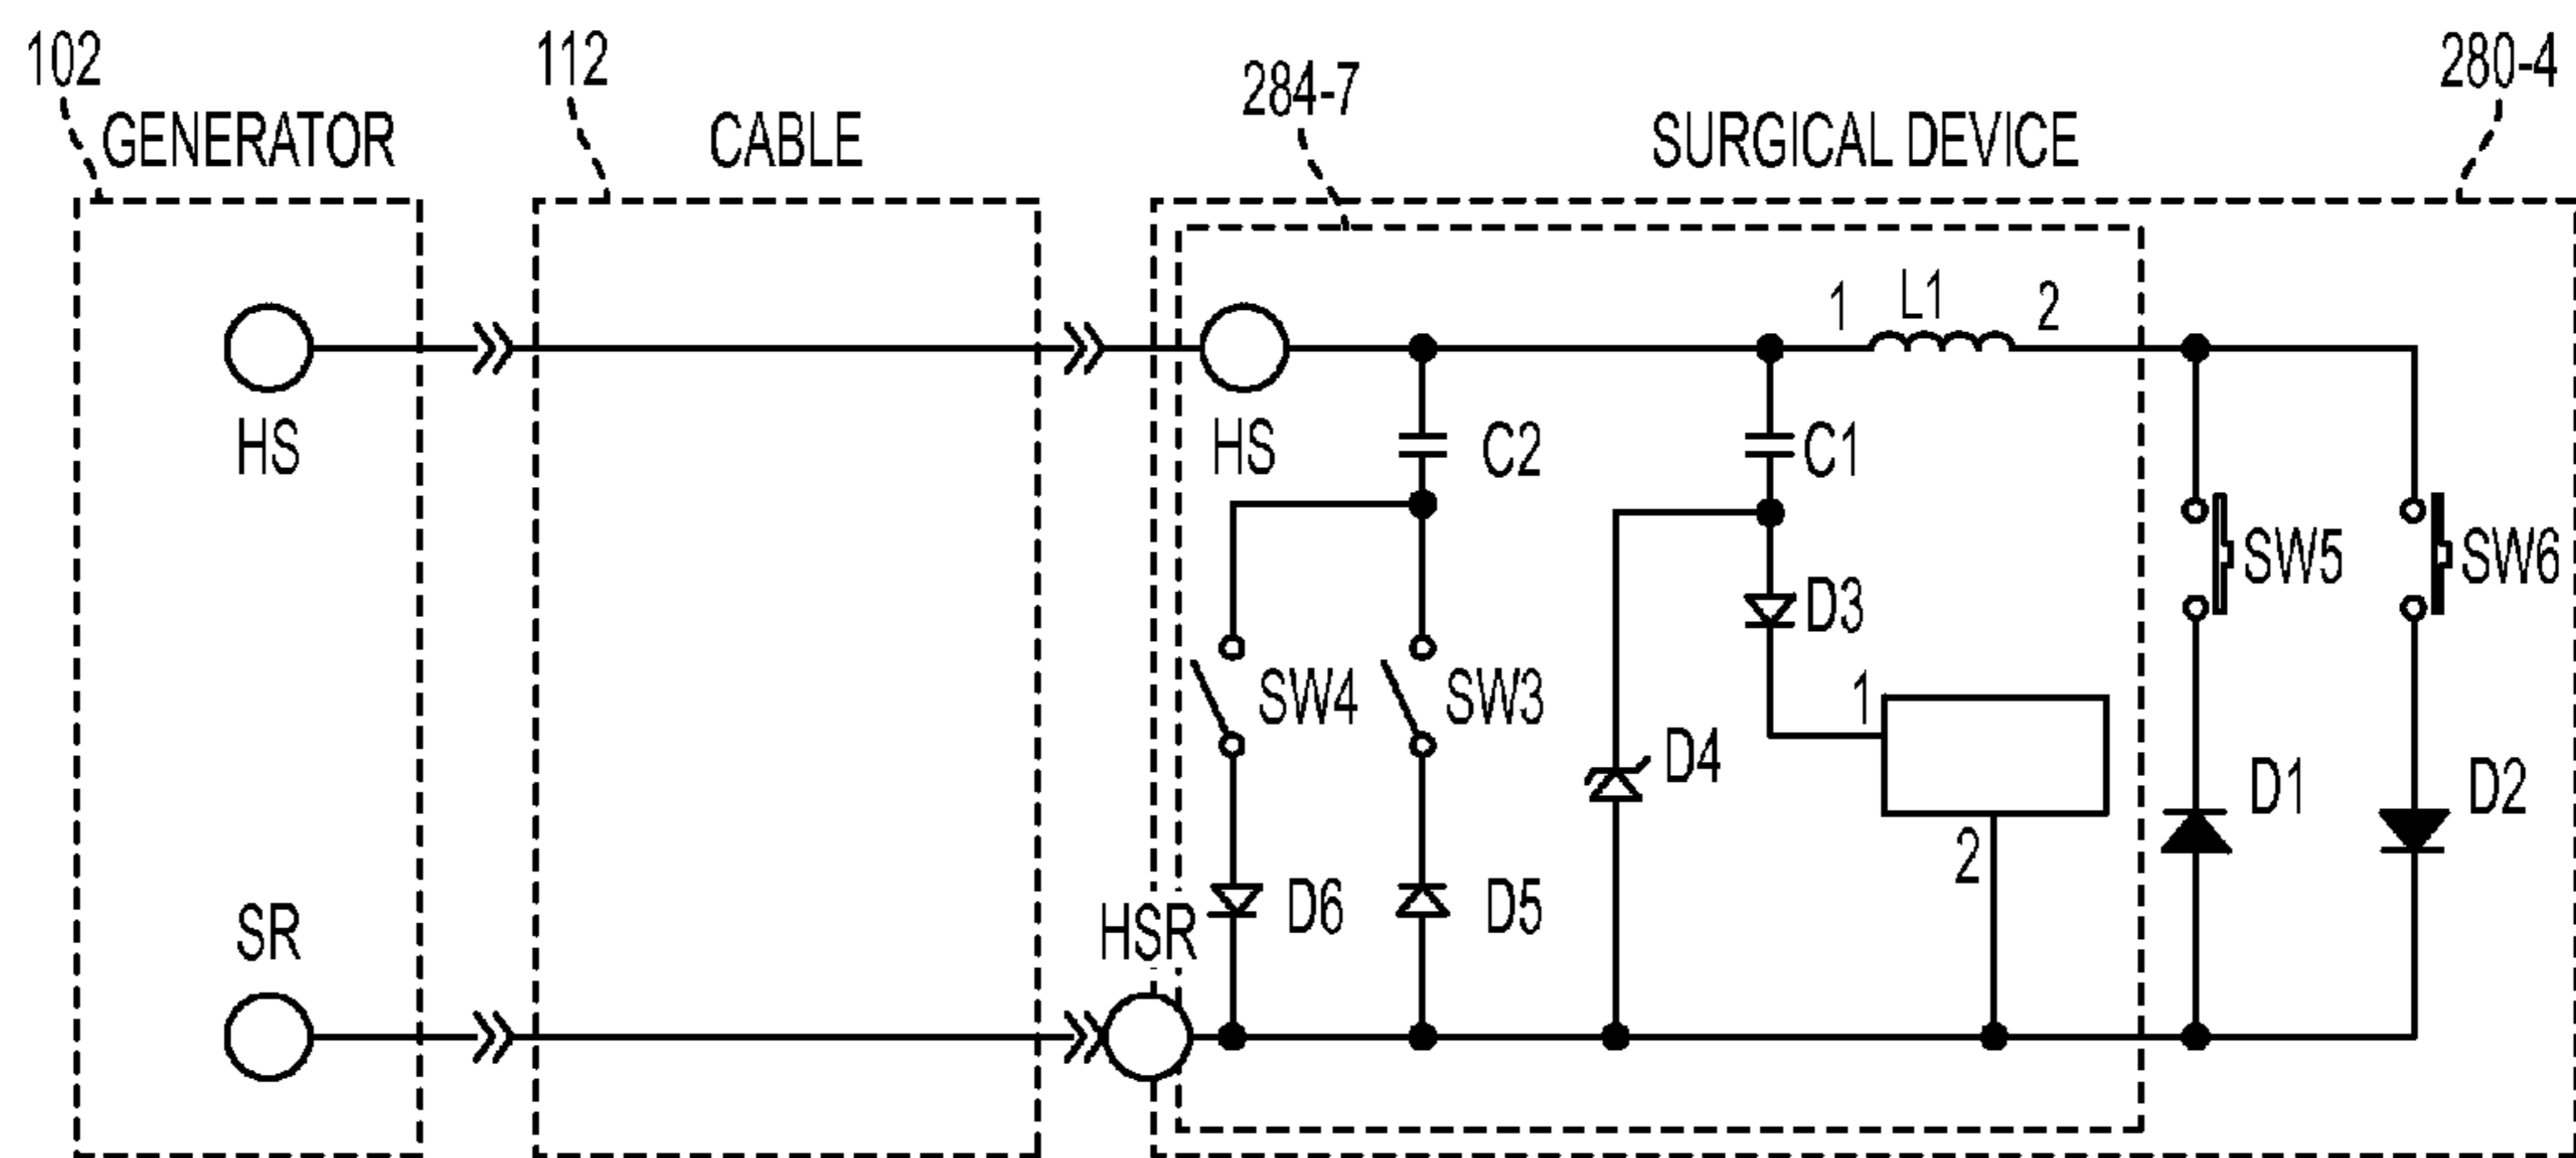 102
112
284-7
280-4
GENERATOR
CABLE
SURGICAL DEVICE
1
L1
2
HS
HS
C2
C1
SW5
SW6
D3
SW4
SW3
1
D4
D1
D2
2
SR
HSR
D6
D5